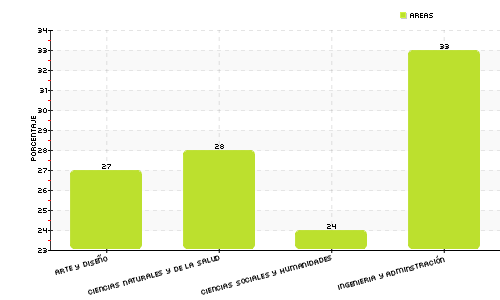 AREAS
34
33
32
31
30
29
28
27
26
25
24
23
PORCENTAJE
27
28
24
33
ARTE Y DISEÑO
CIENCIAS NATURALES Y DE LA SALUD
CIENCIAS SOCIALES Y HUMANIDADES
INGENIERIA Y ADMINSTRACIÓN